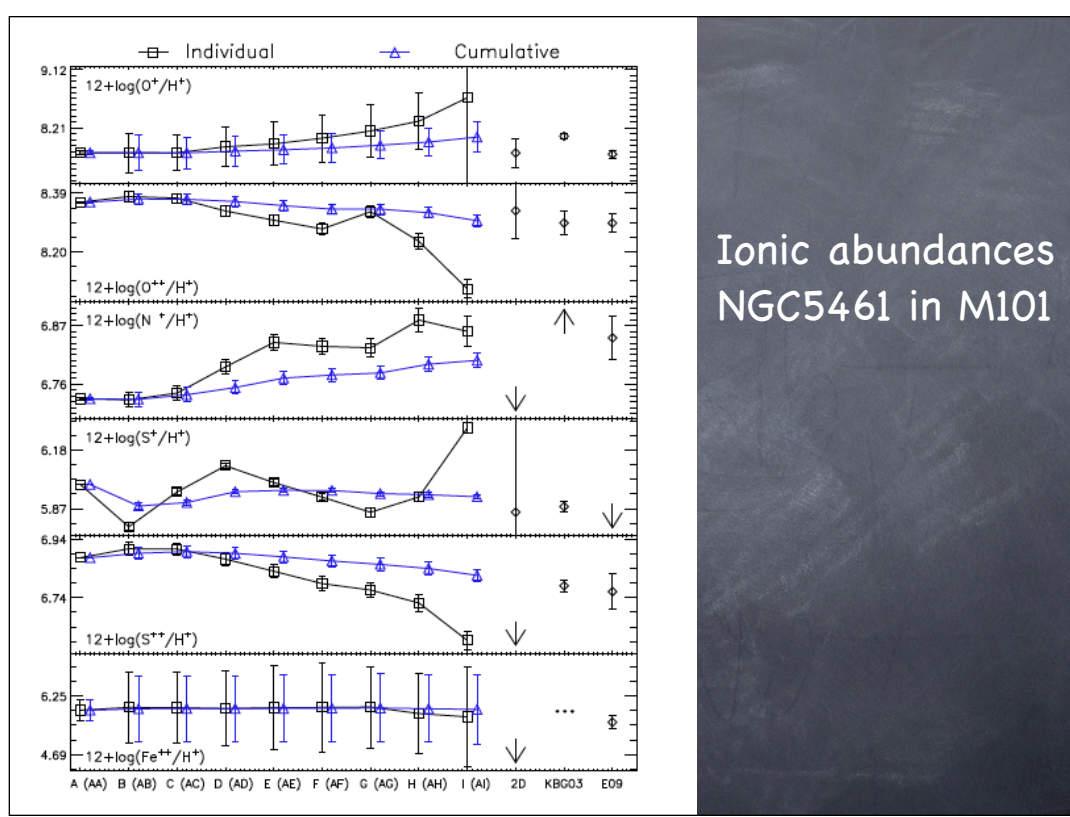 Individual Cumulative
9.12
12+log(O⁺/H⁺)
8.21
8.39
8.20
12+log(O⁺⁺/H⁺)
12+log(N ⁺/H⁺)
6.87
6.76
12+log(S⁺/H⁺)
6.18
5.87
6.94
6.74
12+log(S⁺⁺/H⁺)
6.25
4.69
12+log(Fe⁺⁺/H⁺)
A (AA) B (AB) C (AC) D (AD) E (AE) F (AF) G (AG) H (AH) I (AI) 2D KBG03 E09
Ionic abundances
NGC5461 in M101